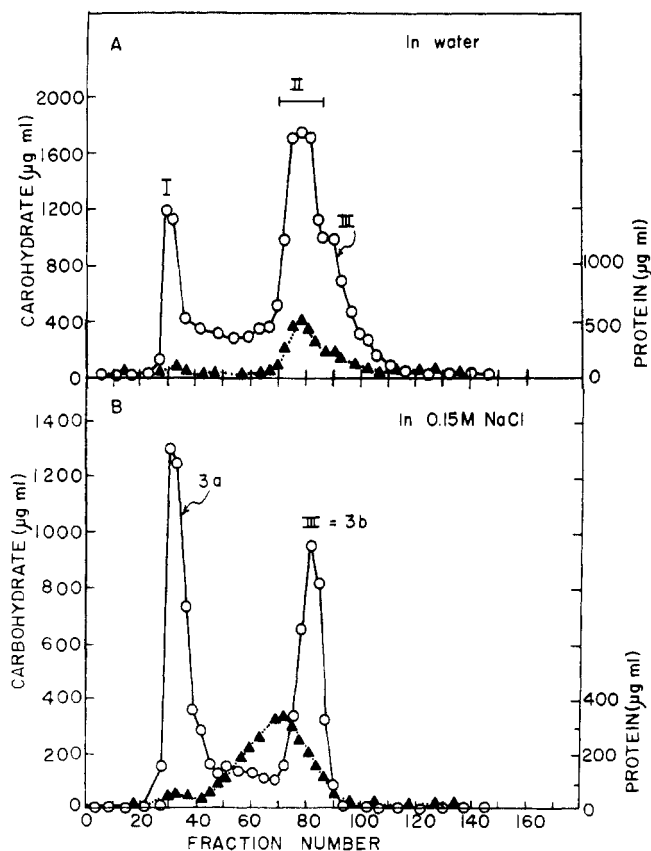 A
In water
II
2000
1600
1200
800
400
0
CAROHYDRATE (µg ml)
I
III
1000
500
0
PROTEIN (µg ml)
B
In 0.15M NaCl
1400
1200
1000
800
600
400
200
0
CARBOHYDRATE (µg ml)
3a
III = 3b
400
200
0
PROTEIN (µg ml)
0 20 40 60 80 100 120 140 160
FRACTION NUMBER